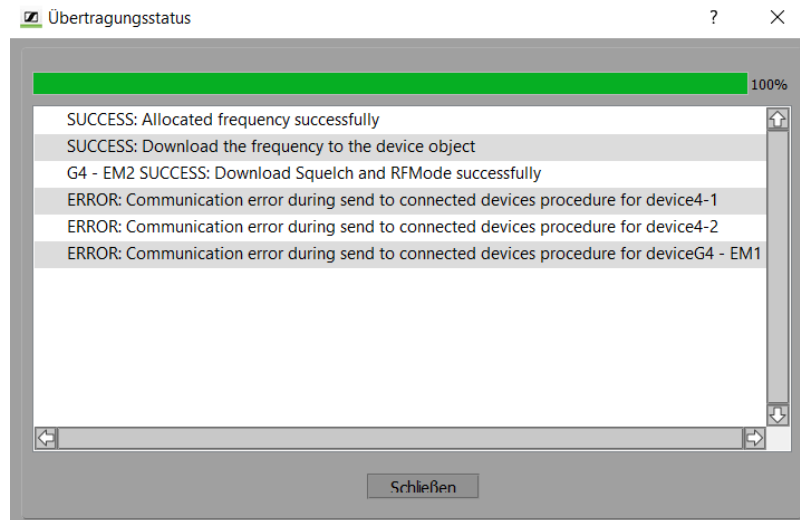 Übertragungsstatus
?
100%
SUCCESS: Allocated frequency successfully
SUCCESS: Download the frequency to the device object
G4 - EM2 SUCCESS: Download Squelch and RFMode successfully
ERROR: Communication error during send to connected devices procedure for device4-1
ERROR: Communication error during send to connected devices procedure for device4-2
ERROR: Communication error during send to connected devices procedure for deviceG4 - EM1
Schließen